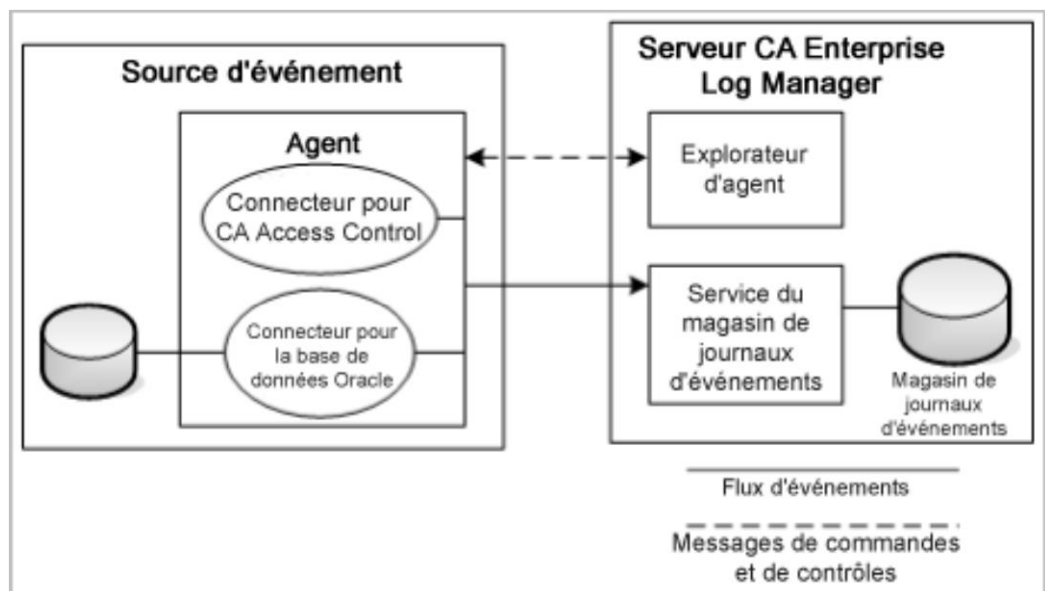 Source d'événement
Agent
Connecteur pour
CA Access Control
Connecteur pour
la base de
données Oracle
Serveur CA Enterprise
Log Manager
Explorateur
d'agent
Service du
magasin de
journaux
d'événements
Magasin de
journaux
d'événements
Flux d'événements
Messages de commandes
et de contrôles